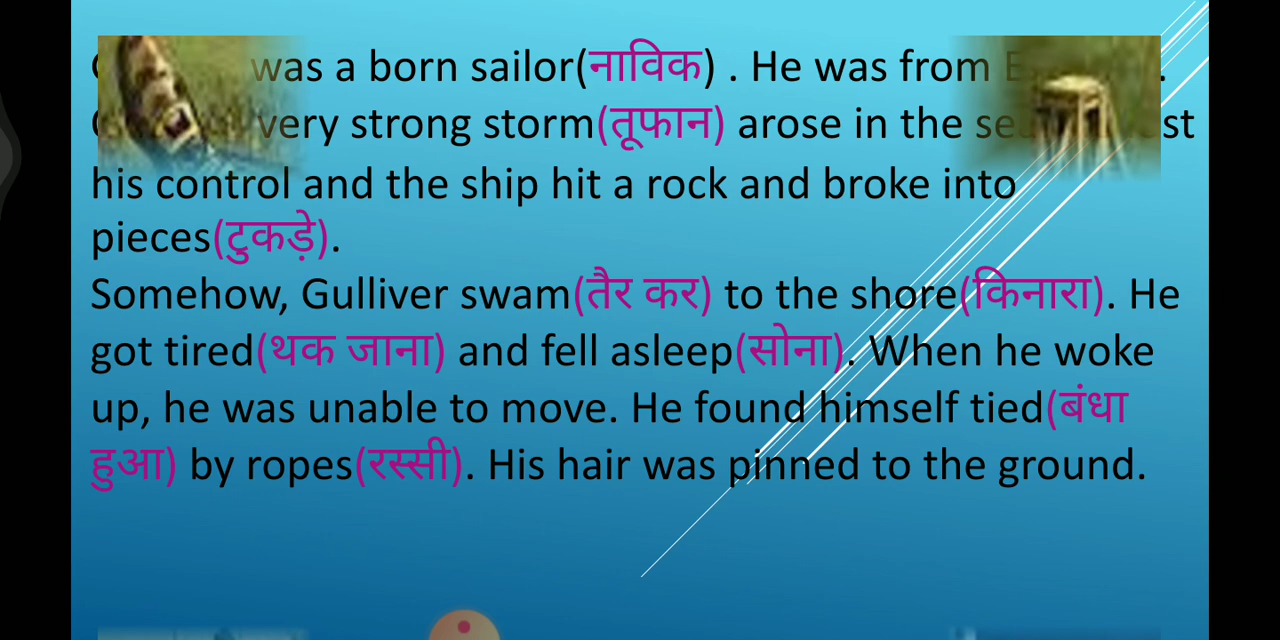 was a born sailor(नाविक) . He was from
very strong storm(तूफान) arose in the
his control and the ship hit a rock and broke into
pieces(टुकड़े).
Somehow, Gulliver swam(तैर कर) to the shore(किनारा). He
got tired(थक जाना) and fell asleep(सोना). When he woke
up, he was unable to move. He found himself tied(बंधा
हुआ) by ropes(रस्सी). His hair was pinned to the ground.